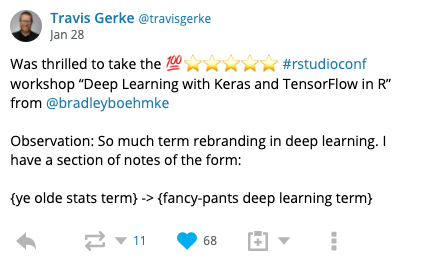 Travis Gerke @travisgerke
Jan 28
Was thrilled to take the 💯⭐⭐⭐⭐⭐ #rstudioconf
workshop “Deep Learning with Keras and TensorFlow in R”
from @bradleyboehmke
Observation: So much term rebranding in deep learning. I
have a section of notes of the form:
{ye olde stats term} -> {fancy-pants deep learning term}
11 68